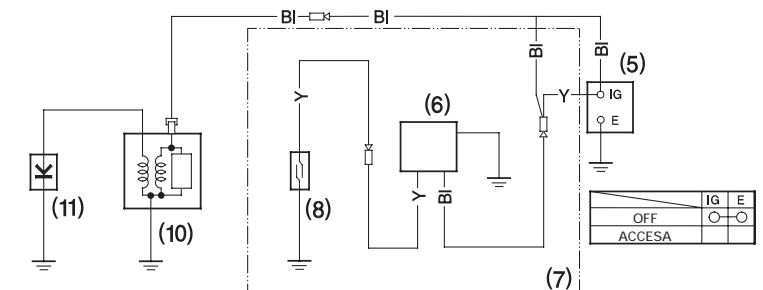 Bl Bl
Bl
Bl
(5)
Y
IG
E
Y
(6)
Y
Bl
(8)
(11)
(10)
(7)
IG E
OFF
ACCESA